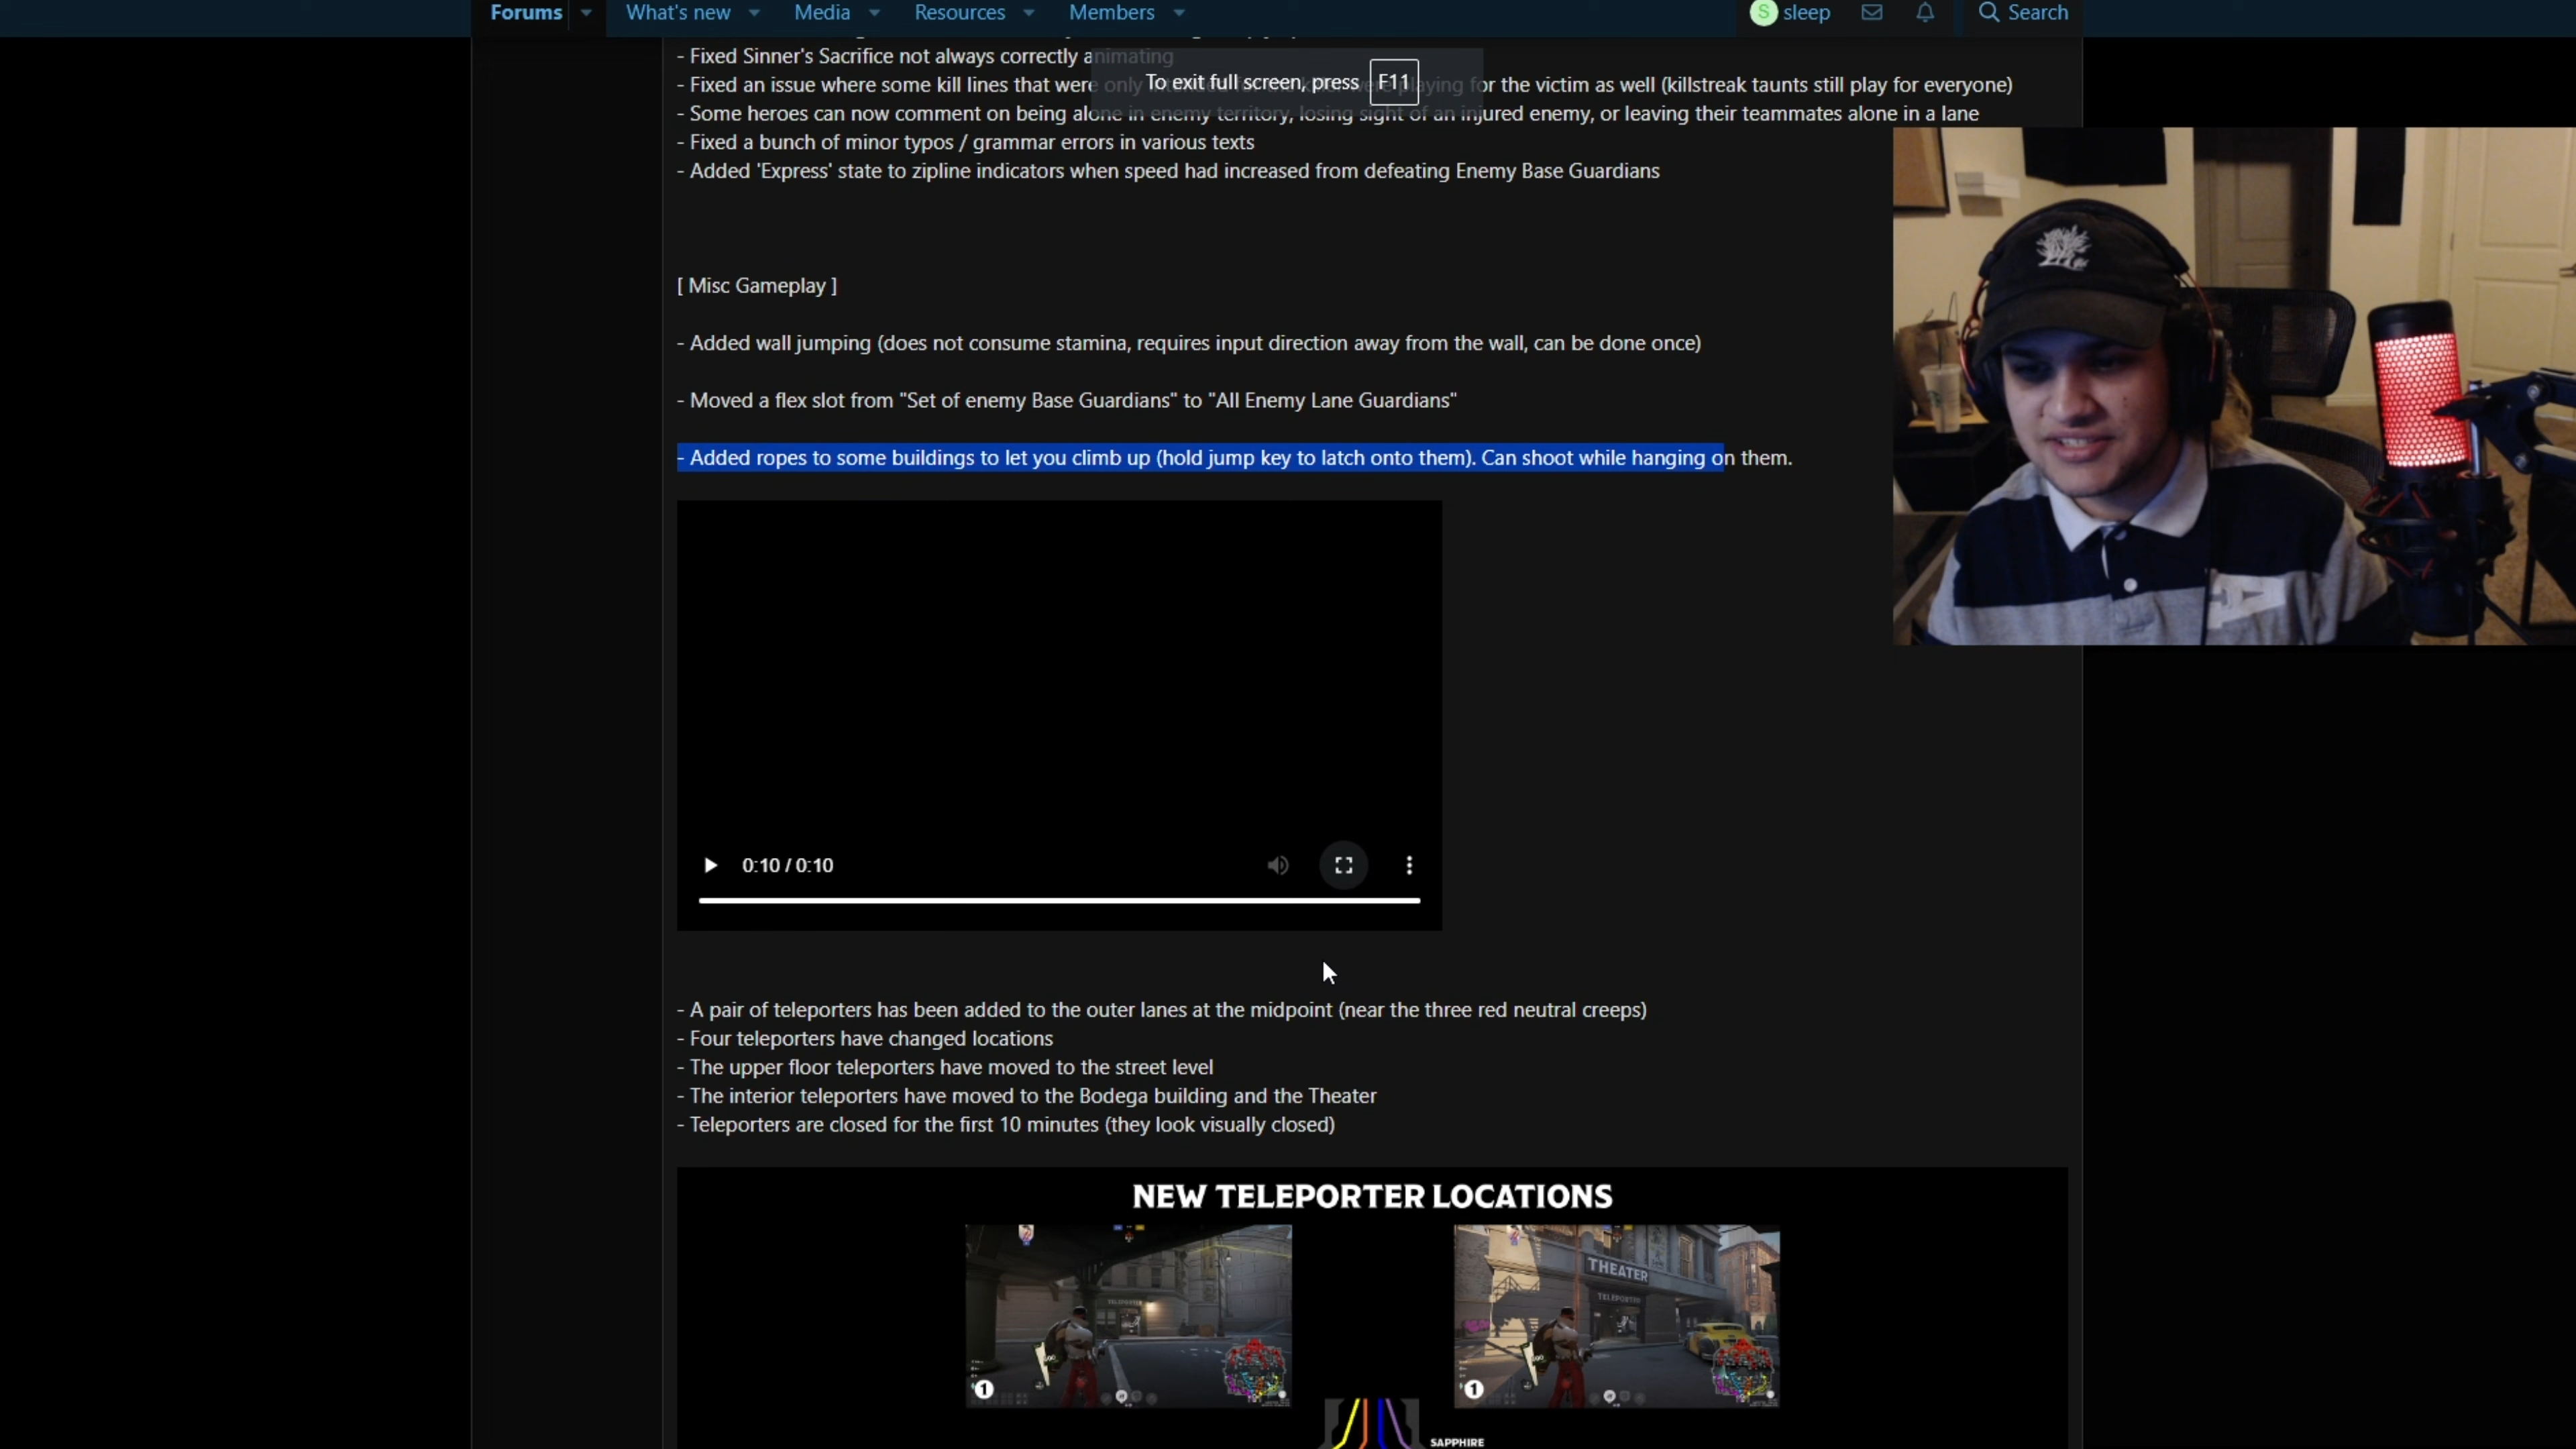 Forums What's new Media Resources Members S sleep Search
- Fixed Sinner's Sacrifice not always correctly animating
To exit full screen, press F11
- Fixed an issue where some kill lines that were only playing for the victim as well (killstreak taunts still play for everyone)
- Some heroes can now comment on being alone in enemy territory, losing sight of an injured enemy, or leaving their teammates alone in a lane
- Fixed a bunch of minor typos / grammar errors in various texts
- Added 'Express' state to zipline indicators when speed had increased from defeating Enemy Base Guardians
[ Misc Gameplay ]
- Added wall jumping (does not consume stamina, requires input direction away from the wall, can be done once)
- Moved a flex slot from "Set of enemy Base Guardians" to "All Enemy Lane Guardians"
- Added ropes to some buildings to let you climb up (hold jump key to latch onto them). Can shoot while hanging on them.
0:10 / 0:10
- A pair of teleporters has been added to the outer lanes at the midpoint (near the three red neutral creeps)
- Four teleporters have changed locations
- The upper floor teleporters have moved to the street level
- The interior teleporters have moved to the Bodega building and the Theater
- Teleporters are closed for the first 10 minutes (they look visually closed)
NEW TELEPORTER LOCATIONS
THEATER
TELEPORTER
TELEPORTER
1
1
SAPPHIRE